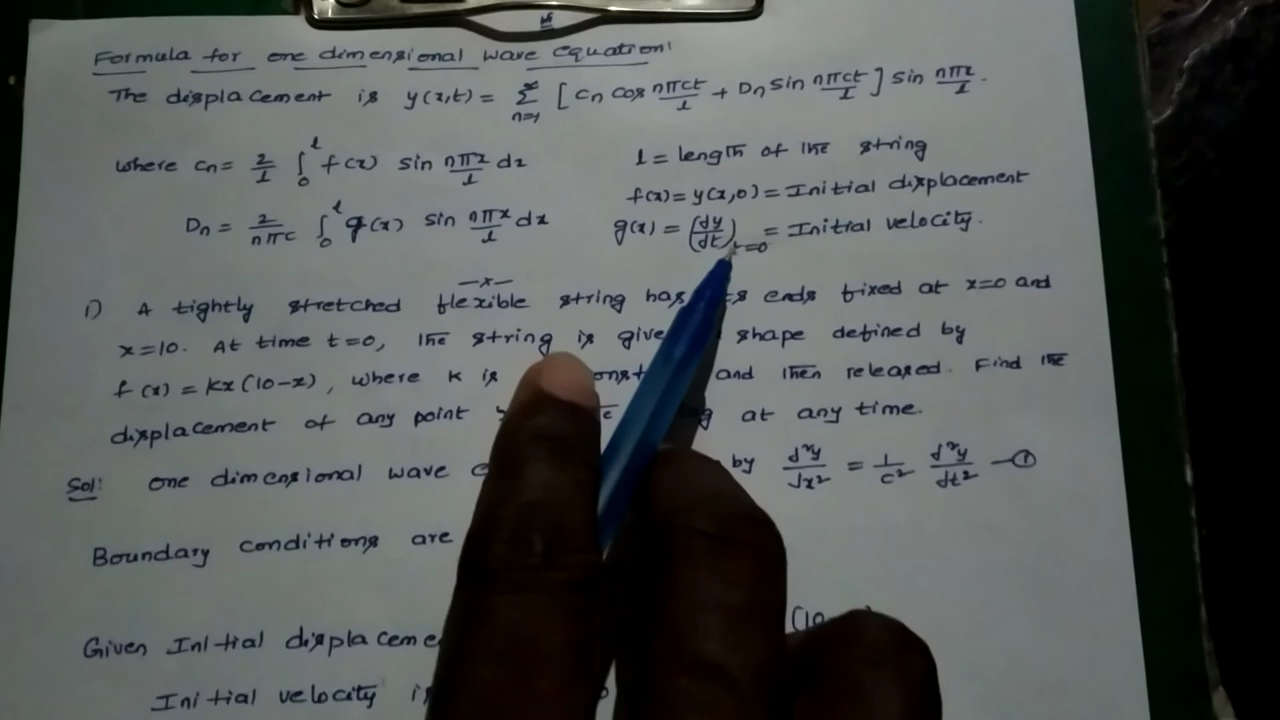 Formula for one dimensional wave equation:
The displacement is y(x,t) = ∑_{n=1}^{∞} [Cn cos nπct/l + Dn sin nπct/l] sin nπx/l.
where Cn = 2/l ∫_0^l f(x) sin nπx/l dx
l = length of the string
f(x) = y(x,0) = Initial displacement
Dn = 2/nπc ∫_0^l g(x) sin nπx/l dx
g(x) = (dy/dt)_{t=0} = Initial velocity.
—x—
1) A tightly stretched flexible string has ends fixed at x=0 and
x=10. At time t=0, the string is shape defined by
f(x) = kx(10-x), where k is and then released. Find the
displacement of any point at any time.
Sol: one dimensional wave by d²y/dx² = 1/c² d²y/dt² —①
Boundary conditions are
Given Initial
Initial velocity